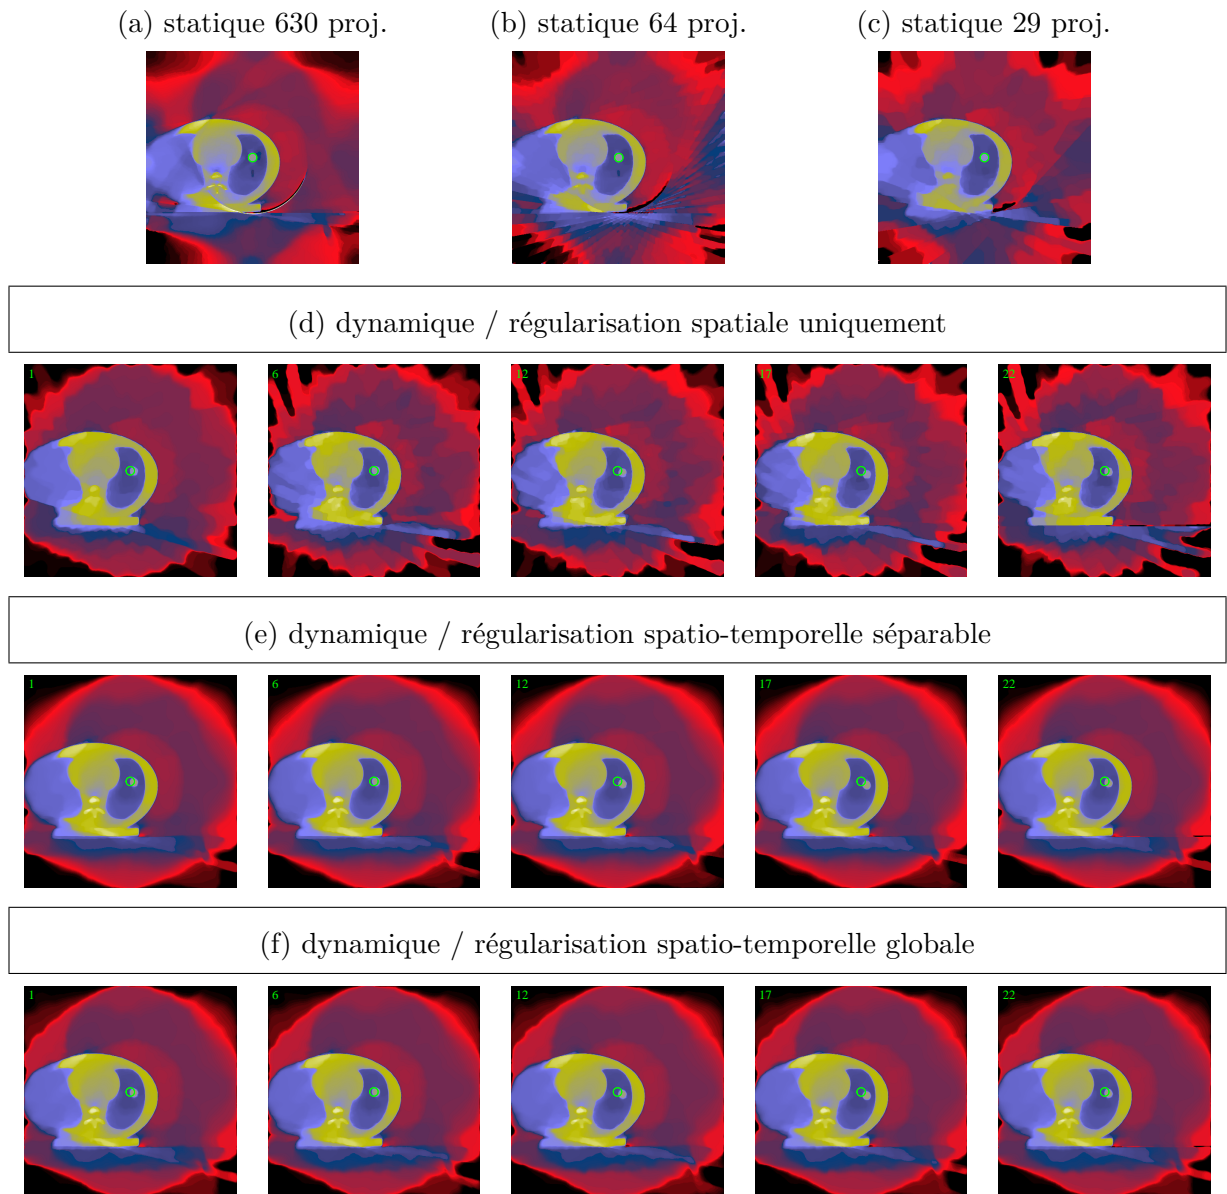 (a) statique 630 proj. (b) statique 64 proj. (c) statique 29 proj.
(d) dynamique / régularisation spatiale uniquement
1 6 12 17 22
(e) dynamique / régularisation spatio-temporelle séparable
1 6 12 17 22
(f) dynamique / régularisation spatio-temporelle globale
1 6 12 17 22